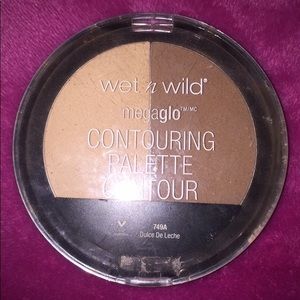 wet n wild®
megaglo™/MC
CONTOURING
PALETTE
CONTOUR
749A
Dulce De Leche